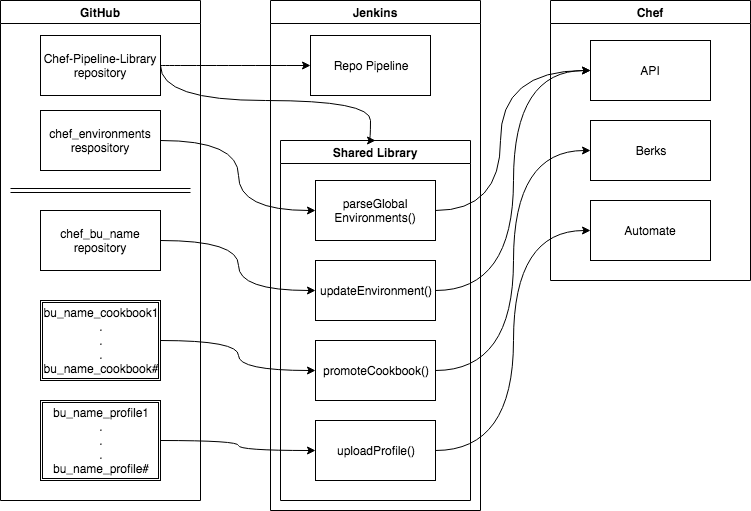 GitHub
Chef-Pipeline-Library
repository
chef_environments
respository
chef_bu_name
repository
bu_name_cookbook1
.
.
.
bu_name_cookbook#
bu_name_profile1
.
.
.
bu_name_profile#
Jenkins
Repo Pipeline
Shared Library
parseGlobal
Environments()
updateEnvironment()
promoteCookbook()
uploadProfile()
Chef
API
Berks
Automate